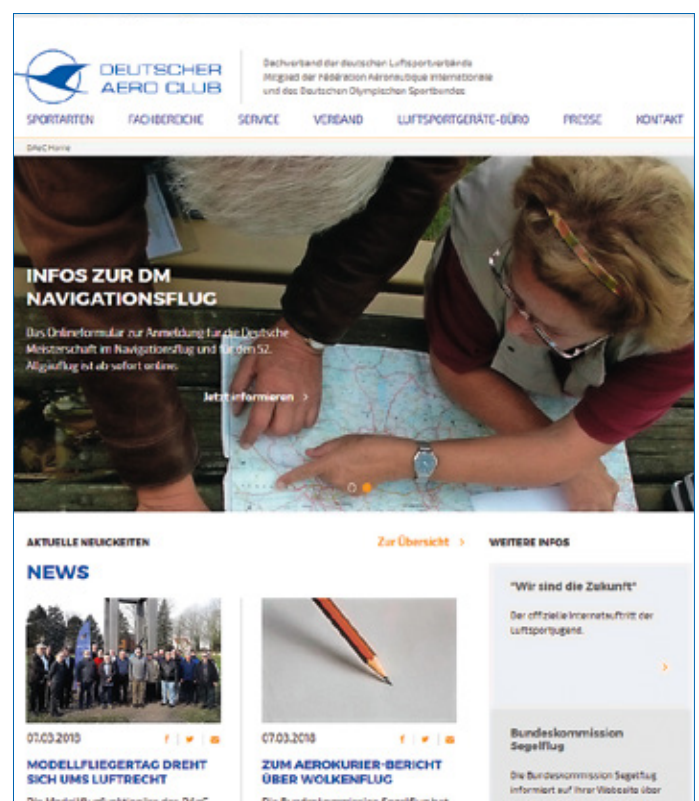 DEUTSCHER
AERO CLUB
Dachverband der deutschen Luftsportverbände
Mitglied der Fédération Aéronautique Internationale
und des Deutschen Olympischen Sportbundes
SPORTARTEN FACHBEREICHE SERVICE VERBAND LUFTSPORTGERÄTE-BÜRO PRESSE KONTAKT
DAeC Home
INFOS ZUR DM
NAVIGATIONSFLUG
Das Onlineformular zur Anmeldung für die Deutsche
Meisterschaft im Navigationsflug und für den 52.
Allgäuflug ist ab sofort online.
Jetzt informieren >
AKTUELLE NEUIGKEITEN
Zur Übersicht >
NEWS
07.03.2018
MODELLFLIEGERTAG DREHT
SICH UMS LUFTRECHT
07.03.2018
ZUM AEROKURIER-BERICHT
ÜBER WOLKENFLUG
WEITERE INFOS
"Wir sind die Zukunft"
Der offizielle Internetauftritt der
Luftsportjugend.
>
Bundeskommission
Segelflug
Die Bundeskommission Segelflug
informiert auf ihrer Webseite über